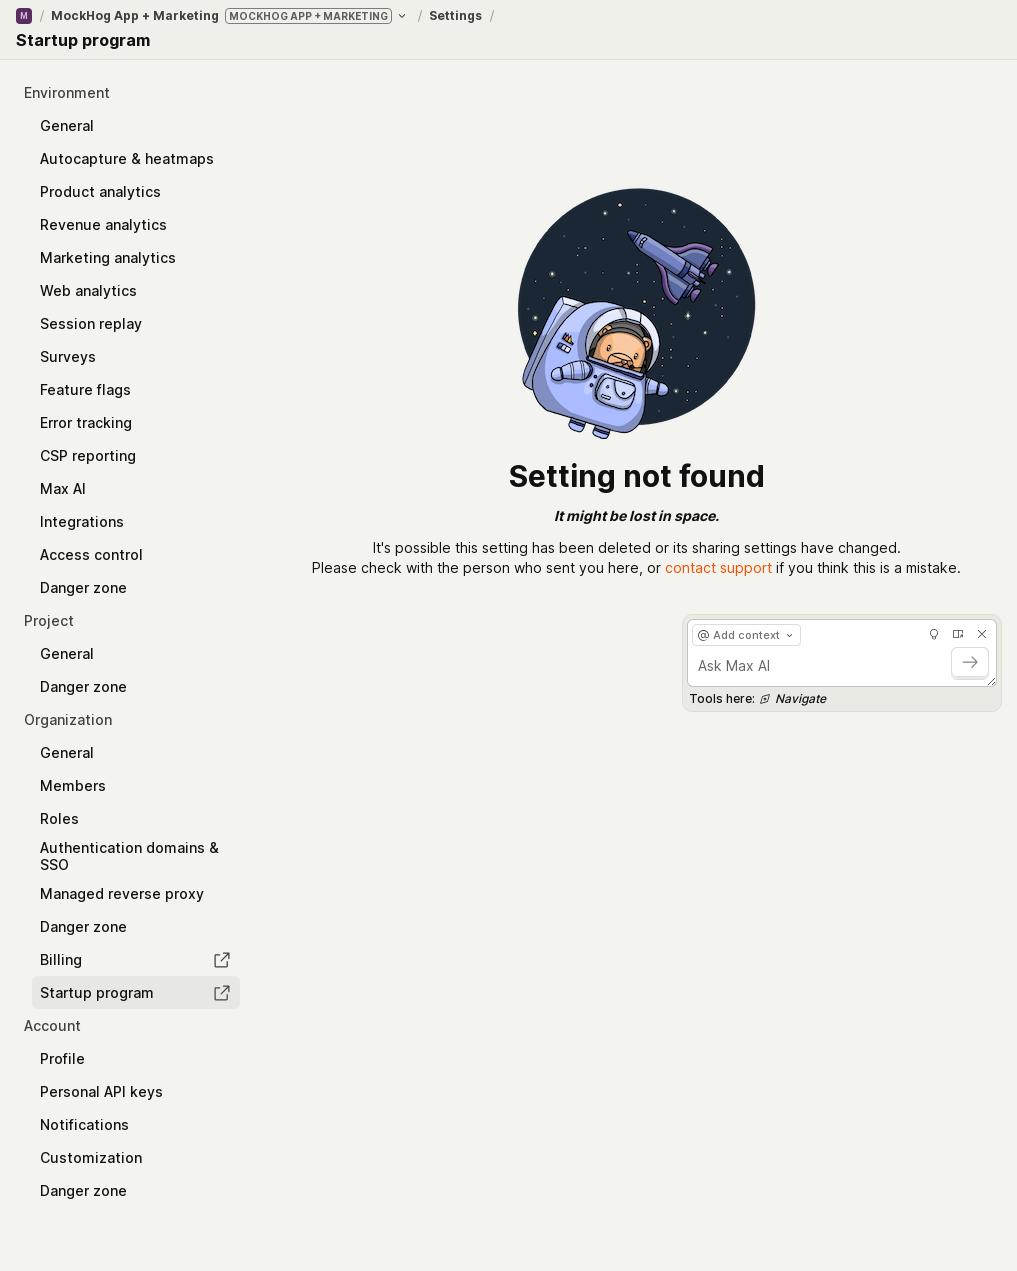 M / MockHog App + Marketing MOCKHOG APP + MARKETING / Settings /
Startup program
Environment
General
Autocapture & heatmaps
Product analytics
Revenue analytics
Marketing analytics
Web analytics
Session replay
Surveys
Feature flags
Error tracking
CSP reporting
Max AI
Integrations
Access control
Danger zone
Project
General
Danger zone
Organization
General
Members
Roles
Authentication domains &
SSO
Managed reverse proxy
Danger zone
Billing
Startup program
Account
Profile
Personal API keys
Notifications
Customization
Danger zone
Setting not found
It might be lost in space.
It's possible this setting has been deleted or its sharing settings have changed.
Please check with the person who sent you here, or contact support if you think this is a mistake.
@ Add context
Ask Max AI
Tools here: Navigate